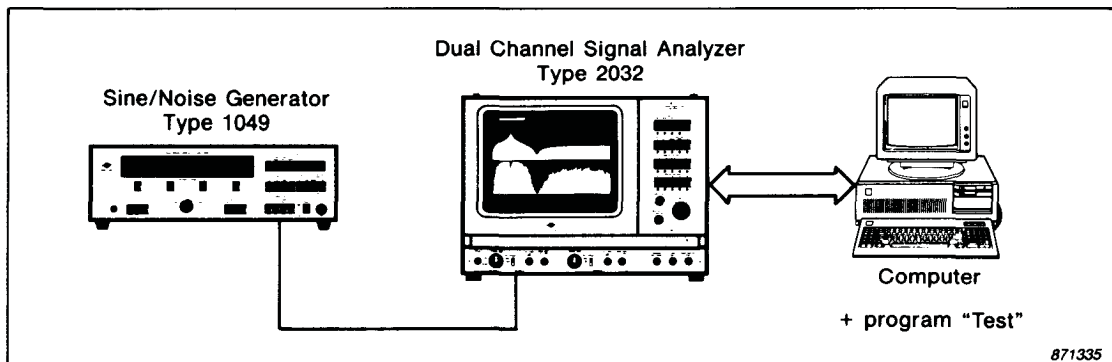 Dual Channel Signal Analyzer
Type 2032
Sine/Noise Generator
Type 1049
Computer
+ program "Test"
871335